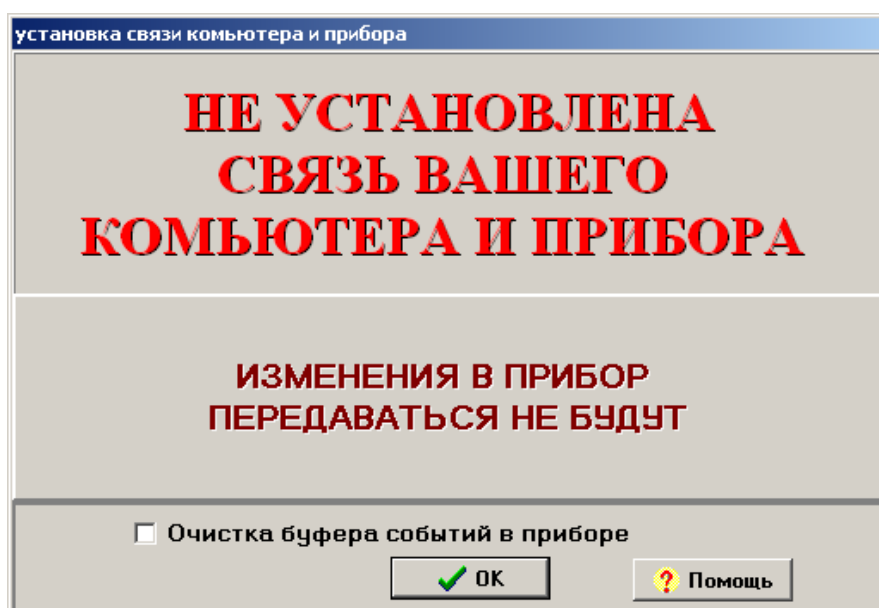 установка связи комьютера и прибора
НЕ УСТАНОВЛЕНА
СВЯЗЬ ВАШЕГО
КОМЬЮТЕРА И ПРИБОРА
ИЗМЕНЕНИЯ В ПРИБОР
ПЕРЕДАВАТЬСЯ НЕ БУДУТ
Очистка буфера событий в приборе
OK
? Помощь